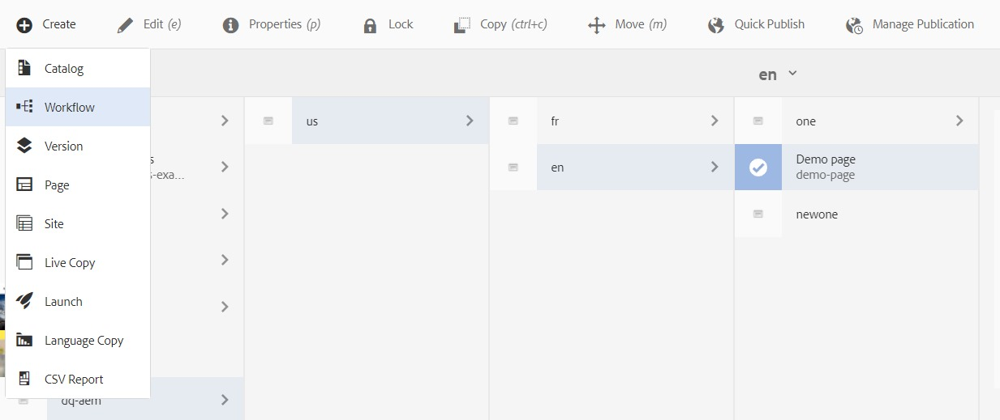 Create
Edit (e)
Properties (p)
Lock
Copy (ctrl+c)
Move (m)
Quick Publish
Manage Publication
en
Catalog
Workflow
Version
Page
Site
Live Copy
Launch
Language Copy
CSV Report
s
s-exa...
dq-aem
us
fr
en
one
Demo page
demo-page
newone